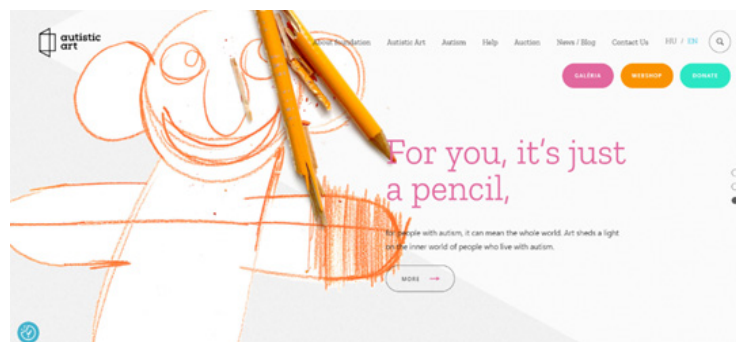 autistic
art
About foundation Autistic Art Autism Help Auction News / Blog Contact Us HU / EN
GALÉRIA WEBSHOP DONATE
For you, it's just
a pencil,
for people with autism, it can mean the whole world. Art sheds a light
on the inner world of people who live with autism.
MORE